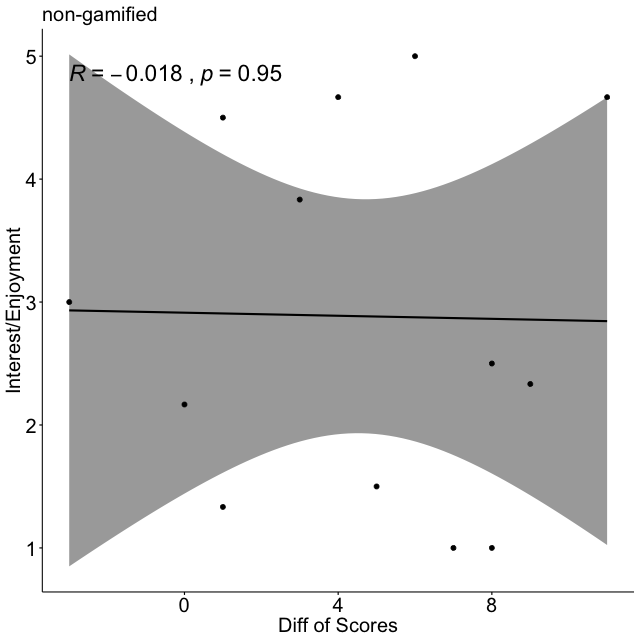 non-gamified
R = −0.018 , p = 0.95
5
4
3
2
1
Interest/Enjoyment
0 4 8
Diff of Scores